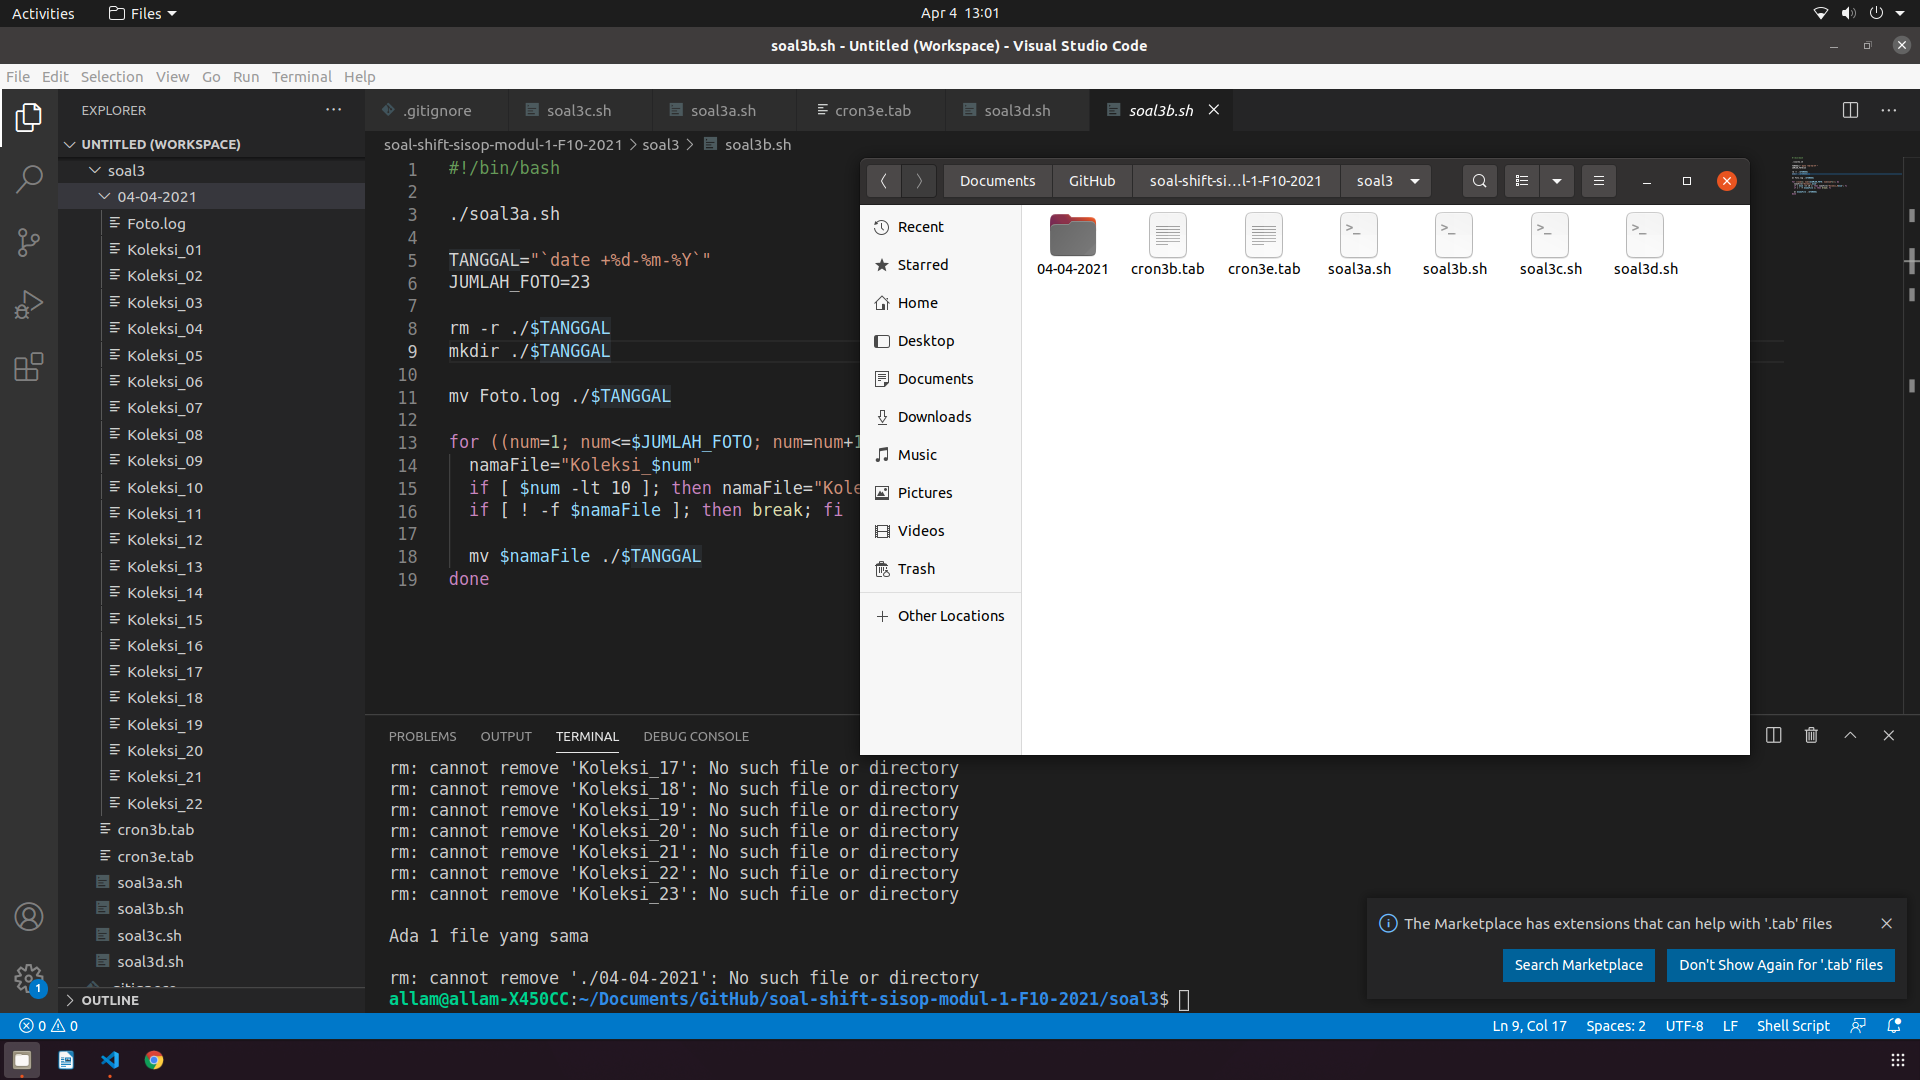 Activities
Files
Apr 4 13:01
soal3b.sh - Untitled (Workspace) - Visual Studio Code
File Edit Selection View Go Run Terminal Help
EXPLORER
UNTITLED (WORKSPACE)
soal3
04-04-2021
Foto.log
Koleksi_01
Koleksi_02
Koleksi_03
Koleksi_04
Koleksi_05
Koleksi_06
Koleksi_07
Koleksi_08
Koleksi_09
Koleksi_10
Koleksi_11
Koleksi_12
Koleksi_13
Koleksi_14
Koleksi_15
Koleksi_16
Koleksi_17
Koleksi_18
Koleksi_19
Koleksi_20
Koleksi_21
Koleksi_22
cron3b.tab
cron3e.tab
soal3a.sh
soal3b.sh
soal3c.sh
soal3d.sh
OUTLINE
.gitignore soal3c.sh soal3a.sh cron3e.tab soal3d.sh soal3b.sh
soal-shift-sisop-modul-1-F10-2021 > soal3 > soal3b.sh
1 #!/bin/bash
2
3 ./soal3a.sh
4
5 TANGGAL="`date +%d-%m-%Y`"
6 JUMLAH_FOTO=23
7
8 rm -r ./$TANGGAL
9 mkdir ./$TANGGAL
10
11 mv Foto.log ./$TANGGAL
12
13 for ((num=1; num<=$JUMLAH_FOTO; num=num+1
14 namaFile="Koleksi_$num"
15 if [ $num -lt 10 ]; then namaFile="Kole
16 if [ ! -f $namaFile ]; then break; fi
17
18 mv $namaFile ./$TANGGAL
19 done
Documents GitHub soal-shift-si…l-1-F10-2021 soal3
Recent
Starred
Home
Desktop
Documents
Downloads
Music
Pictures
Videos
Trash
+ Other Locations
04-04-2021 cron3b.tab cron3e.tab soal3a.sh soal3b.sh soal3c.sh soal3d.sh
PROBLEMS OUTPUT TERMINAL DEBUG CONSOLE
rm: cannot remove 'Koleksi_17': No such file or directory
rm: cannot remove 'Koleksi_18': No such file or directory
rm: cannot remove 'Koleksi_19': No such file or directory
rm: cannot remove 'Koleksi_20': No such file or directory
rm: cannot remove 'Koleksi_21': No such file or directory
rm: cannot remove 'Koleksi_22': No such file or directory
rm: cannot remove 'Koleksi_23': No such file or directory
Ada 1 file yang sama
rm: cannot remove './04-04-2021': No such file or directory
allam@allam-X450CC:~/Documents/GitHub/soal-shift-sisop-modul-1-F10-2021/soal3$
The Marketplace has extensions that can help with '.tab' files
Search Marketplace
Don't Show Again for '.tab' files
1
0 0
Ln 9, Col 17 Spaces: 2 UTF-8 LF Shell Script